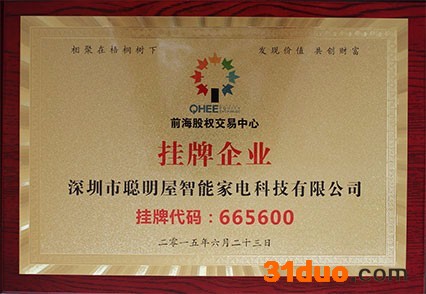 相聚在梧桐树下 发现价值 共创财富
QHEE
前海股权交易中心
挂牌企业
深圳市聪明屋智能家电科技有限公司
挂牌代码：665600
二零一五年六月二十三日
31duo.com